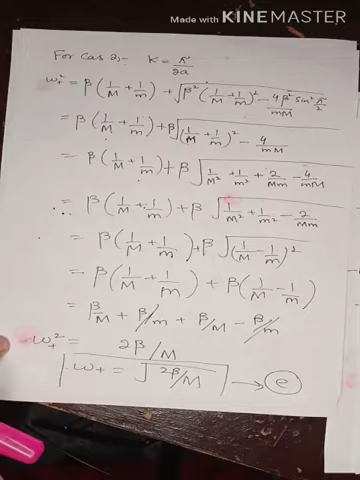 Made with KINEMASTER
For Cas 2,- K = π/2a
ω₊² = β (1/M + 1/m) + √(β² (1/M + 1/m)² - 4β²/mM sin² π/2)
= β (1/M + 1/m) + β √((1/M + 1/m)² - 4/mM)
= β (1/M + 1/m) + β √(1/M² + 1/m² + 2/Mm - 4/mM)
∴ = β (1/M + 1/m) + β √(1/M² + 1/m² - 2/Mm)
= β (1/M + 1/m) + β √((1/M - 1/m)²)
= β (1/M + 1/m) + β (1/M - 1/m)
= β/M + β/m + β/M - β/m
ω₊² = 2β/M
ω₊ = √(2β/M) → (e)